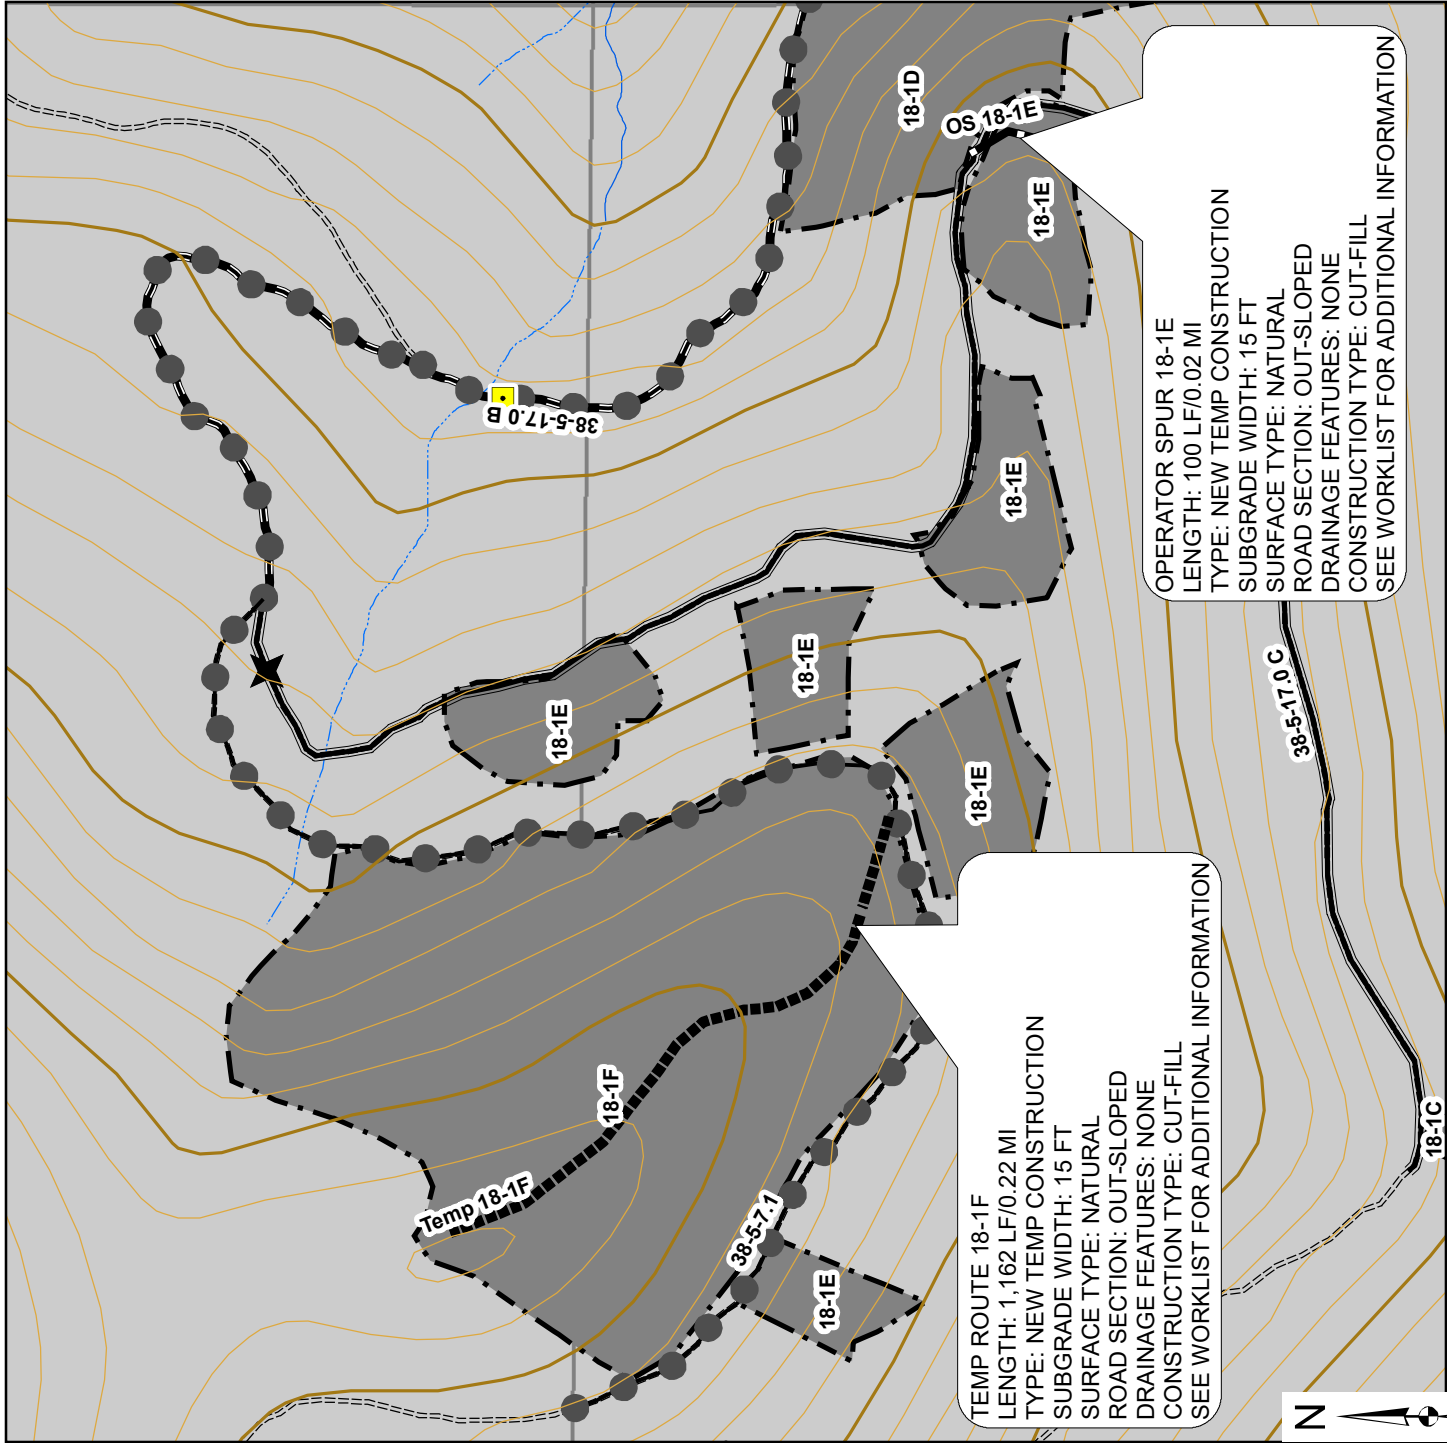 TEMP ROUTE 18-1F
LENGTH: 1,162 LF/0.22 MI
TYPE: NEW TEMP CONSTRUCTION
SUBGRADE WIDTH: 15 FT
SURFACE TYPE: NATURAL
ROAD SECTION: OUT-SLOPED
DRAINAGE FEATURES: NONE
CONSTRUCTION TYPE: CUT-FILL
SEE WORKLIST FOR ADDITIONAL INFORMATION
OPERATOR SPUR 18-1E
LENGTH: 100 LF/0.02 MI
TYPE: NEW TEMP CONSTRUCTION
SUBGRADE WIDTH: 15 FT
SURFACE TYPE: NATURAL
ROAD SECTION: OUT-SLOPED
DRAINAGE FEATURES: NONE
CONSTRUCTION TYPE: CUT-FILL
SEE WORKLIST FOR ADDITIONAL INFORMATION
Temp 18-1F
18-1F
38-5-7.1
18-1E
18-1E
18-1E
18-1E
18-1E
18-1E
18-1D
OS 18-1E
38-5-17.0 B
38-5-17.0 C
18-1C
N